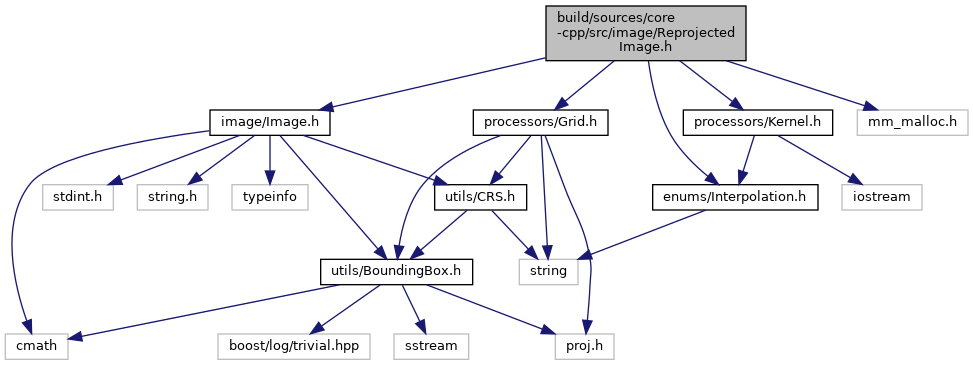 build/sources/core
-cpp/src/image/Reprojected
Image.h
image/Image.h
processors/Grid.h
processors/Kernel.h
mm_malloc.h
stdint.h
string.h
typeinfo
utils/CRS.h
enums/Interpolation.h
iostream
utils/BoundingBox.h
string
cmath
boost/log/trivial.hpp
sstream
proj.h